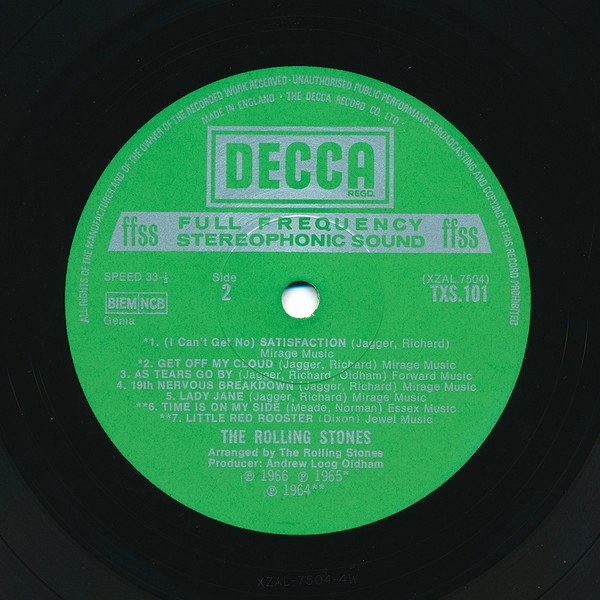 ALL RIGHTS OF THE MANUFACTURER AND OF THE OWNER OF THE RECORDED WORK RESERVED · UNAUTHORISED PUBLIC PERFORMANCE, BROADCASTING AND COPYING OF THIS RECORD PROHIBITED
MADE IN ENGLAND · THE DECCA RECORD CO. LTD ·
DECCA
REGD.
ffss FULL FREQUENCY ffss
STEREOPHONIC SOUND
SPEED 33⅓ Side (XZAL.7504)
BIEM NCB 2 TXS.101
Gema
*1. (I Can't Get No) SATISFACTION (Jagger, Richard)
Mirage Music
*2. GET OFF MY CLOUD (Jagger, Richard) Mirage Music
3. AS TEARS GO BY (Jagger, Richard, Oldham) Forward Music
4. 19th NERVOUS BREAKDOWN (Jagger, Richard) Mirage Music
5. LADY JANE (Jagger, Richard) Mirage Music
**6. TIME IS ON MY SIDE (Meade, Norman) Essex Music
**7. LITTLE RED ROOSTER (Dixon) Jewel Music
THE ROLLING STONES
Arranged by The Rolling Stones
Producer: Andrew Loog Oldham
℗ 1966 ℗ 1965*
℗ 1964**
XZAL-7504-4W